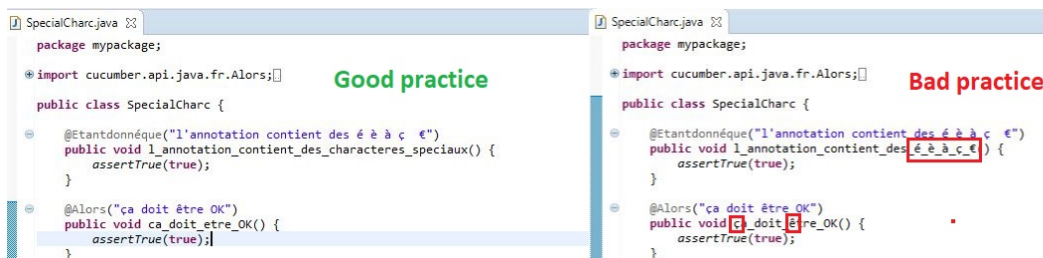 SpecialCharc.java
package mypackage;
import cucumber.api.java.fr.Alors;
Good practice
public class SpecialCharc {
@Etantdonnéque("l'annotation contient des é è à ç €")
public void l_annotation_contient_des_characteres_speciaux() {
assertTrue(true);
}
@Alors("ça doit être OK")
public void ca_doit_etre_OK() {
assertTrue(true);
}
SpecialCharc.java
package mypackage;
import cucumber.api.java.fr.Alors;
Bad practice
public class SpecialCharc {
@Etantdonnéque("l'annotation contient des é è à ç €")
public void l_annotation_contient_des_é_è_à_ç_€() {
assertTrue(true);
}
@Alors("ça doit être OK")
public void ça_doit_être_OK() {
assertTrue(true);
}